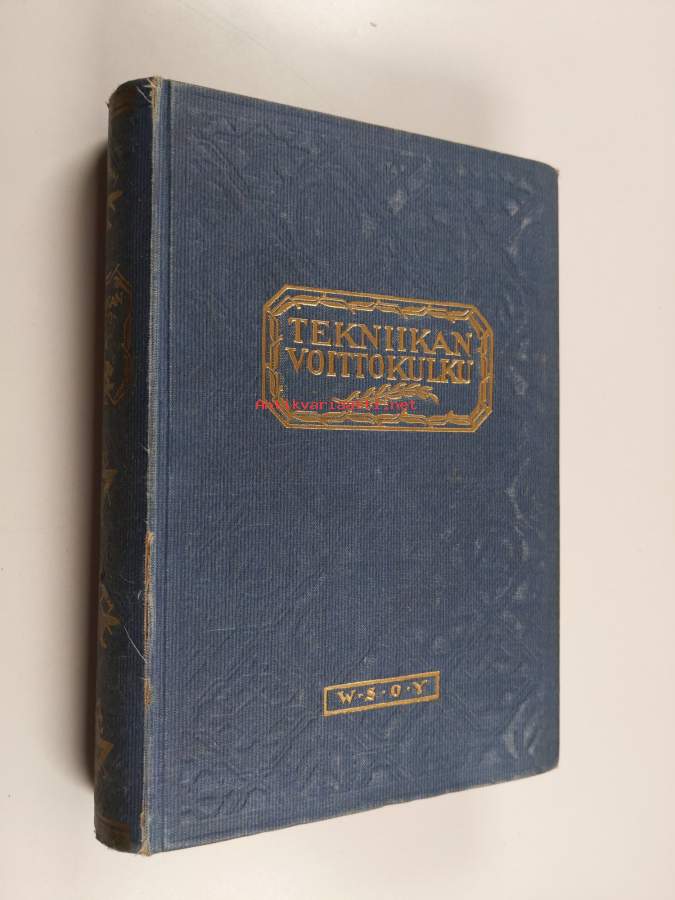 TEKNIIKAN
VOITTOKULKU
Antikvariaatti.net
W·S·O·Y